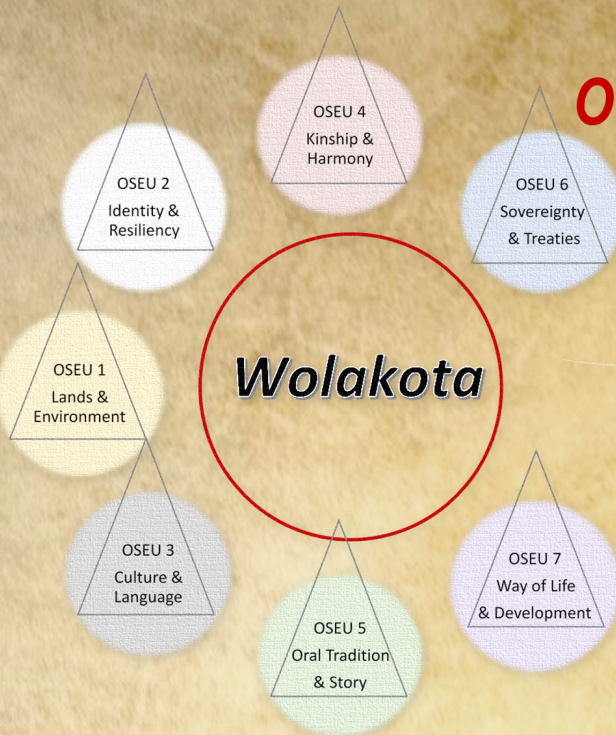 OSEU 4
Kinship &
Harmony
O
OSEU 2
Identity &
Resiliency
OSEU 6
Sovereignty
& Treaties
OSEU 1
Lands &
Environment
Wolakota
OSEU 3
Culture &
Language
OSEU 7
Way of Life
& Development
OSEU 5
Oral Tradition
& Story